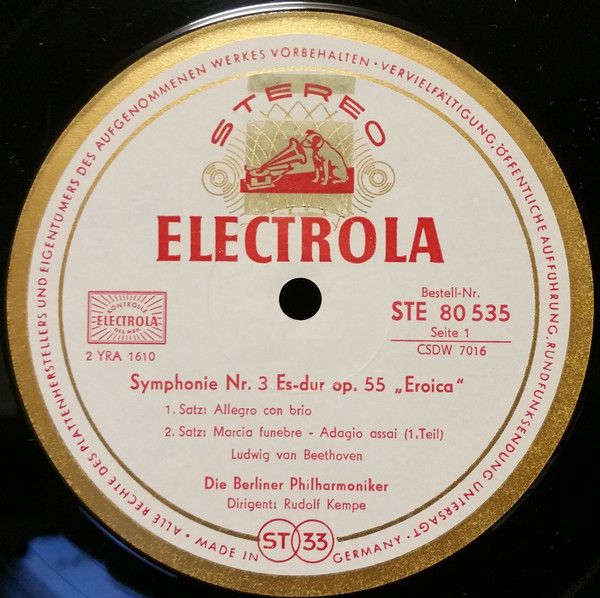 ALLE RECHTE DES PLATTENHERSTELLERS UND EIGENTÜMERS DES AUFGENOMMENEN WERKES VORBEHALTEN · VERVIELFÄLTIGUNG, ÖFFENTLICHE AUFFÜHRUNG, RUNDFUNKSENDUNG UNTERSAGT ·
STEREO
ELECTROLA
KONTROLLE
ELECTROLA
2 YRA 1610
Bestell-Nr.
STE 80 535
Seite 1
CSDW 7016
Symphonie Nr. 3 Es-dur op. 55 „Eroica“
1. Satz: Allegro con brio
2. Satz: Marcia funebre - Adagio assai (1. Teil)
Ludwig van Beethoven
Die Berliner Philharmoniker
Dirigent: Rudolf Kempe
MADE IN GERMANY
ST 33